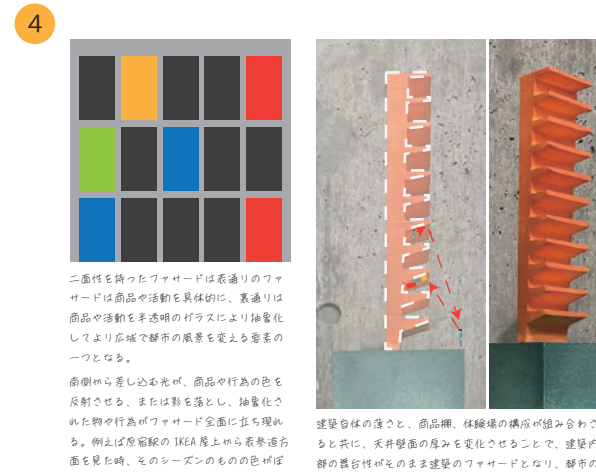 4
二面性を持ったファサードは表通りのファ
サードは商品や活動を具体的に、裏通りは
商品や活動を半透明のガラスにより抽象化
してより広域で都市の風景を変える要素の
一つとなる。
南側から差し込む光が、商品や行為の色を
反射させる、または影を落とし、抽象化さ
れた物や行為がファサード全面に立ち現れ
る。例えば原宿駅の IKEA 屋上から表参道方
面を見た時、そのシーズンのものの色がぼ
建築自体の薄さと、商品棚、体験場の構成が組み合わさ
ると共に、天井壁面の厚みを変化させることで、建築内
部の舞台性がそのまま建築のファサードとなり、都市の